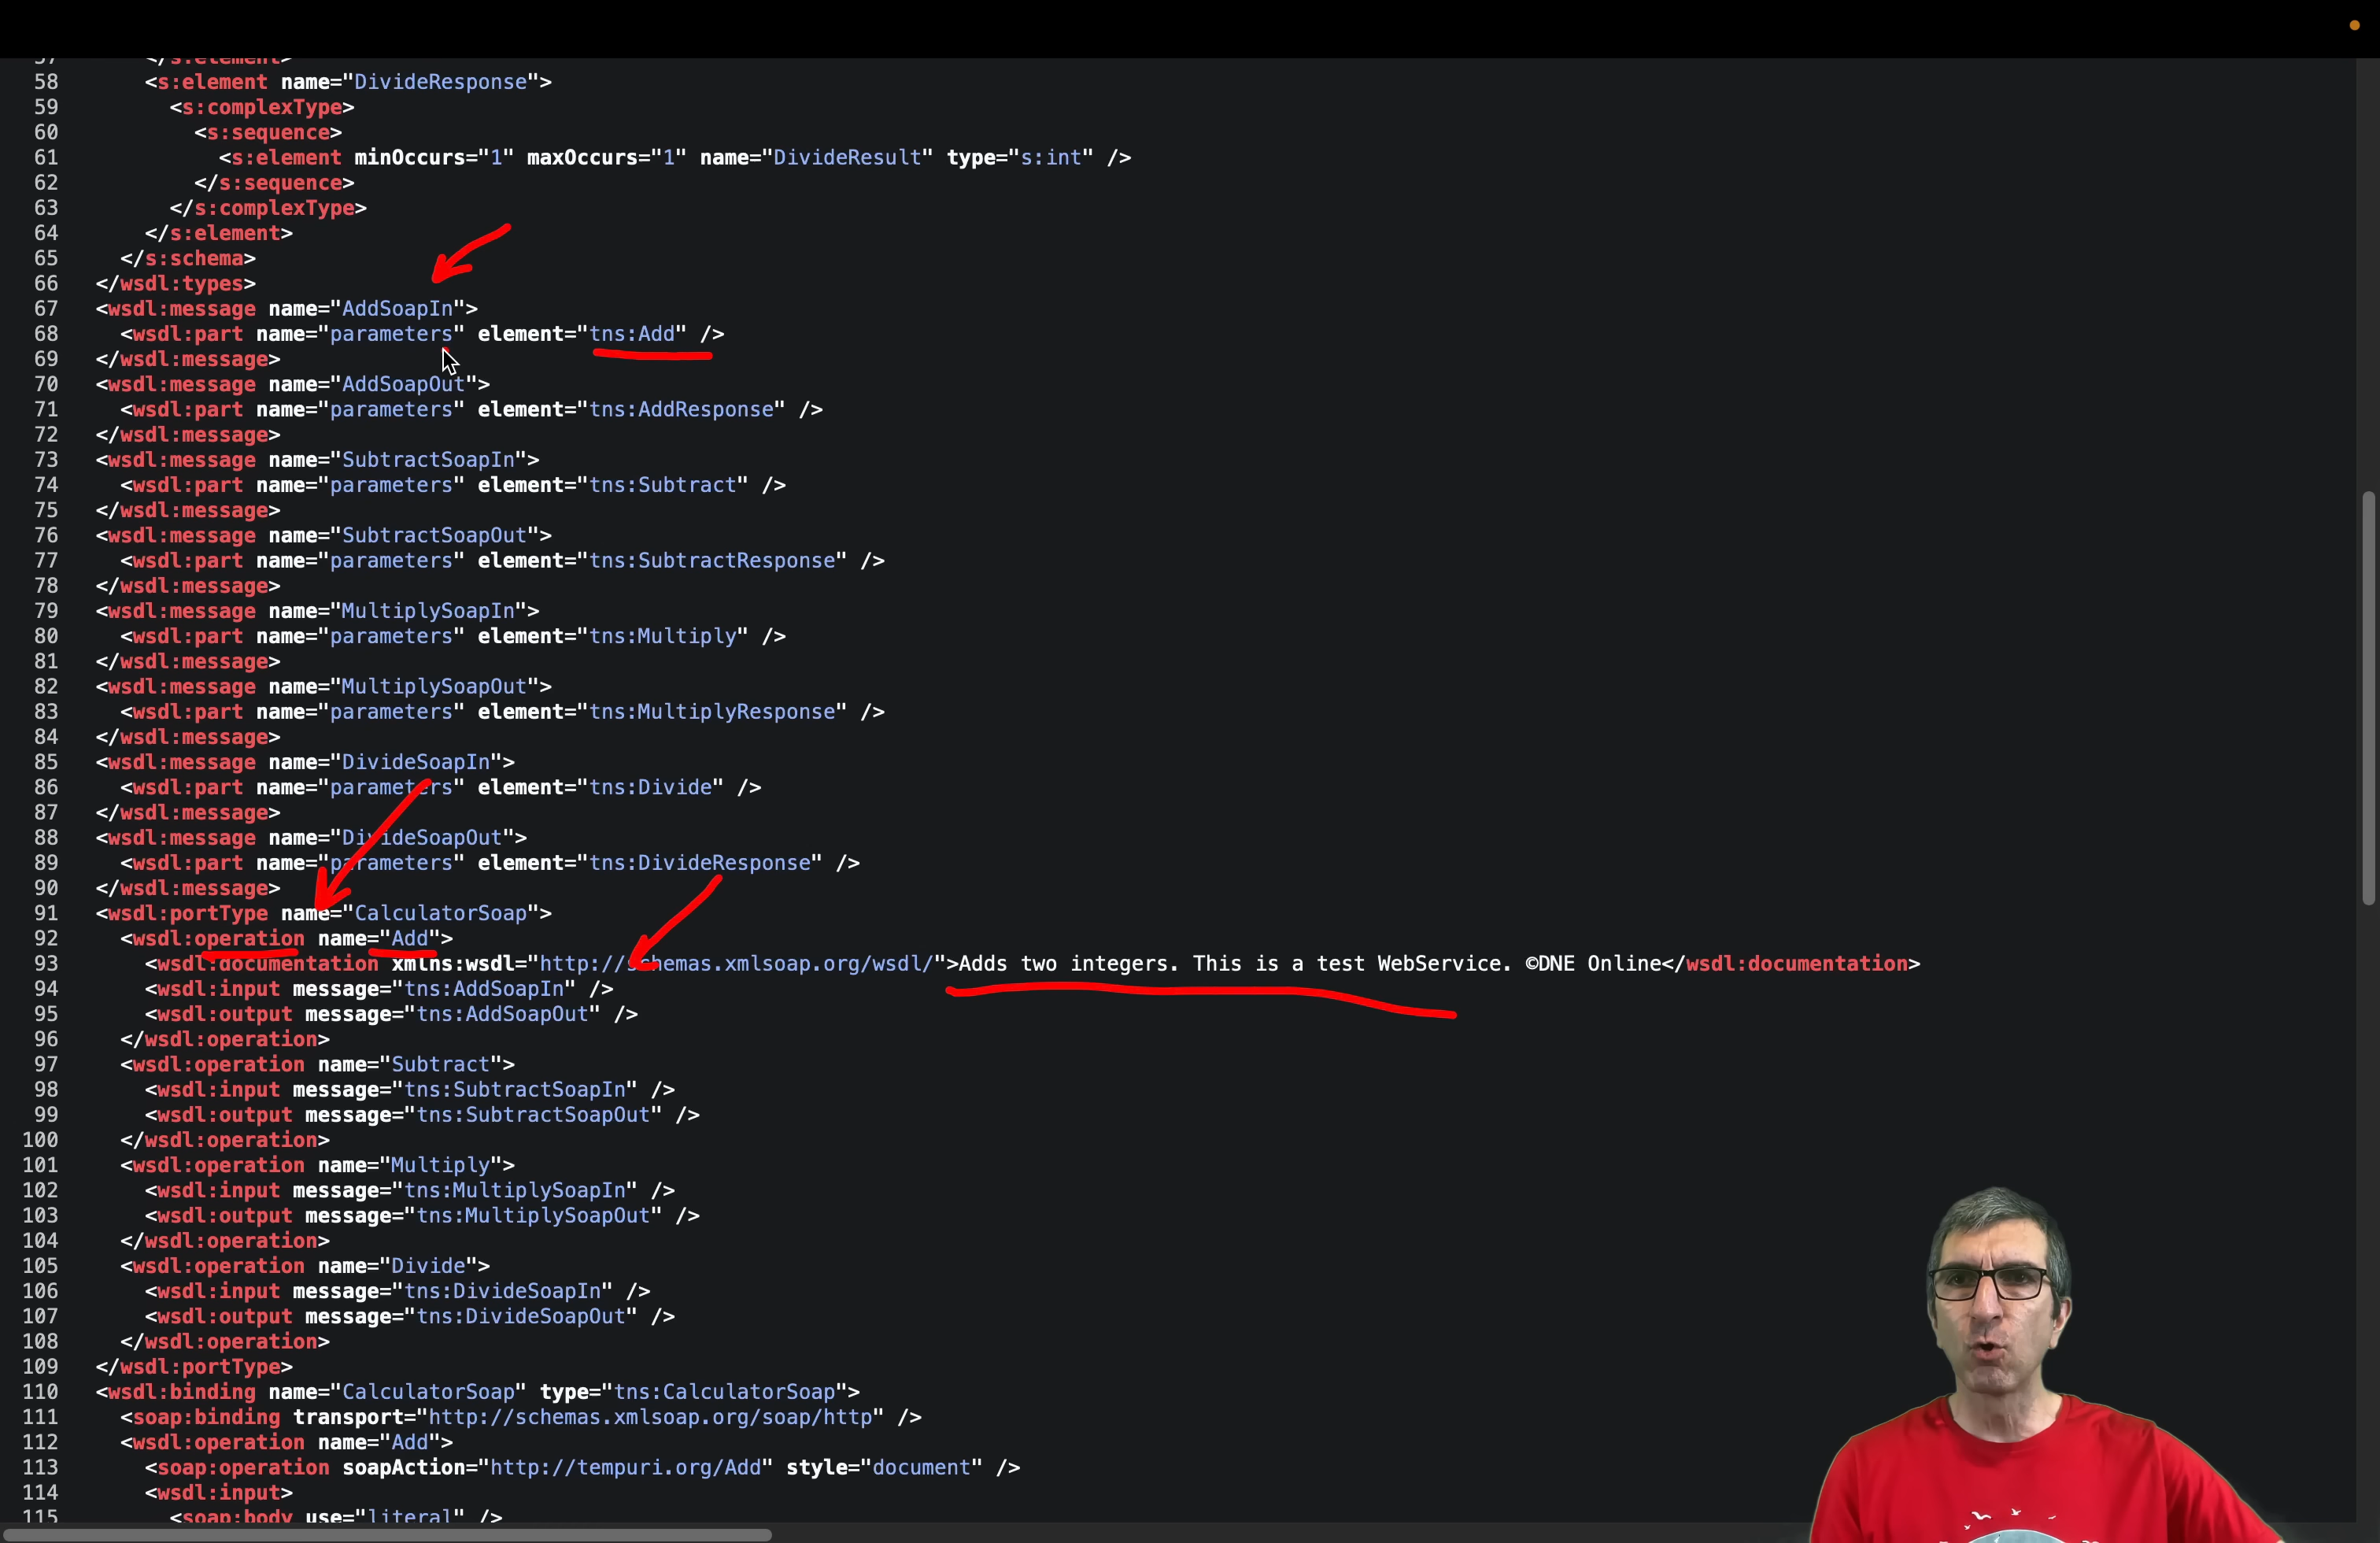 57 </s:element>
58 <s:element name="DivideResponse">
59 <s:complexType>
60 <s:sequence>
61 <s:element minOccurs="1" maxOccurs="1" name="DivideResult" type="s:int" />
62 </s:sequence>
63 </s:complexType>
64 </s:element>
65 </s:schema>
66 </wsdl:types>
67 <wsdl:message name="AddSoapIn">
68 <wsdl:part name="parameters" element="tns:Add" />
69 </wsdl:message>
70 <wsdl:message name="AddSoapOut">
71 <wsdl:part name="parameters" element="tns:AddResponse" />
72 </wsdl:message>
73 <wsdl:message name="SubtractSoapIn">
74 <wsdl:part name="parameters" element="tns:Subtract" />
75 </wsdl:message>
76 <wsdl:message name="SubtractSoapOut">
77 <wsdl:part name="parameters" element="tns:SubtractResponse" />
78 </wsdl:message>
79 <wsdl:message name="MultiplySoapIn">
80 <wsdl:part name="parameters" element="tns:Multiply" />
81 </wsdl:message>
82 <wsdl:message name="MultiplySoapOut">
83 <wsdl:part name="parameters" element="tns:MultiplyResponse" />
84 </wsdl:message>
85 <wsdl:message name="DivideSoapIn">
86 <wsdl:part name="parameters" element="tns:Divide" />
87 </wsdl:message>
88 <wsdl:message name="DivideSoapOut">
89 <wsdl:part name="parameters" element="tns:DivideResponse" />
90 </wsdl:message>
91 <wsdl:portType name="CalculatorSoap">
92 <wsdl:operation name="Add">
93 <wsdl:documentation xmlns:wsdl="http://schemas.xmlsoap.org/wsdl/">Adds two integers. This is a test WebService. ©DNE Online</wsdl:documentation>
94 <wsdl:input message="tns:AddSoapIn" />
95 <wsdl:output message="tns:AddSoapOut" />
96 </wsdl:operation>
97 <wsdl:operation name="Subtract">
98 <wsdl:input message="tns:SubtractSoapIn" />
99 <wsdl:output message="tns:SubtractSoapOut" />
100 </wsdl:operation>
101 <wsdl:operation name="Multiply">
102 <wsdl:input message="tns:MultiplySoapIn" />
103 <wsdl:output message="tns:MultiplySoapOut" />
104 </wsdl:operation>
105 <wsdl:operation name="Divide">
106 <wsdl:input message="tns:DivideSoapIn" />
107 <wsdl:output message="tns:DivideSoapOut" />
108 </wsdl:operation>
109 </wsdl:portType>
110 <wsdl:binding name="CalculatorSoap" type="tns:CalculatorSoap">
111 <soap:binding transport="http://schemas.xmlsoap.org/soap/http" />
112 <wsdl:operation name="Add">
113 <soap:operation soapAction="http://tempuri.org/Add" style="document" />
114 <wsdl:input>
115 <soap:body use="literal" />